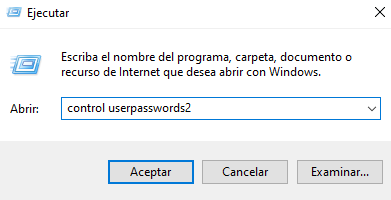 Ejecutar
Escriba el nombre del programa, carpeta, documento o
recurso de Internet que desea abrir con Windows.
Abrir: control userpasswords2
Aceptar Cancelar Examinar...